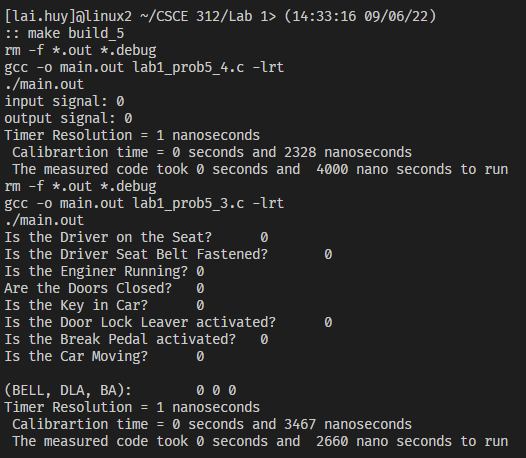 [lai.huy]@linux2 ~/CSCE 312/Lab 1> (14:33:16 09/06/22)
:: make build_5
rm -f *.out *.debug
gcc -o main.out lab1_prob5_4.c -lrt
./main.out
input signal: 0
output signal: 0
Timer Resolution = 1 nanoseconds
 Calibrartion time = 0 seconds and 2328 nanoseconds
 The measured code took 0 seconds and  4000 nano seconds to run
rm -f *.out *.debug
gcc -o main.out lab1_prob5_3.c -lrt
./main.out
Is the Driver on the Seat?      0
Is the Driver Seat Belt Fastened?       0
Is the Enginer Running? 0
Are the Doors Closed?   0
Is the Key in Car?      0
Is the Door Lock Leaver activated?      0
Is the Break Pedal activated?   0
Is the Car Moving?      0

(BELL, DLA, BA):        0 0 0
Timer Resolution = 1 nanoseconds
 Calibrartion time = 0 seconds and 3467 nanoseconds
 The measured code took 0 seconds and  2660 nano seconds to run